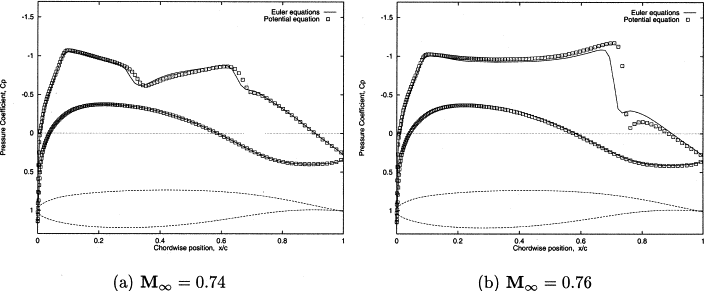 Euler equations
Potential equation
-1.5
-1
-0.5
0
0.5
1
Pressure Coefficient, Cp
0
0.2
0.4
0.6
0.8
1
Chordwise position, x/c
(a) M∞ = 0.74
Euler equations
Potential equation
-1.5
-1
-0.5
0
0.5
1
Pressure Coefficient, Cp
0
0.2
0.4
0.6
0.8
1
Chordwise position, x/c
(b) M∞ = 0.76